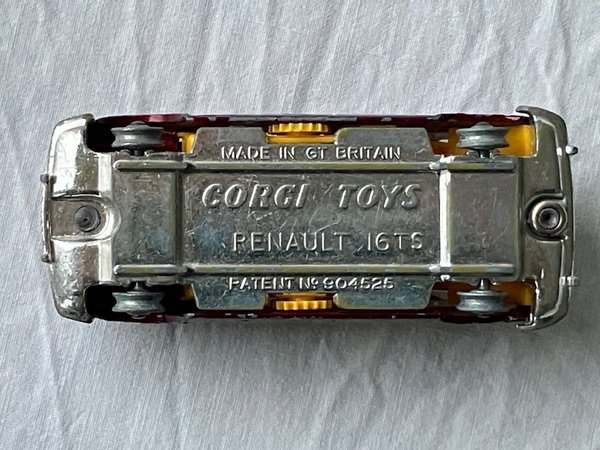 MADE IN GT BRITAIN
CORGI TOYS
RENAULT 16TS
PATENT No 904525